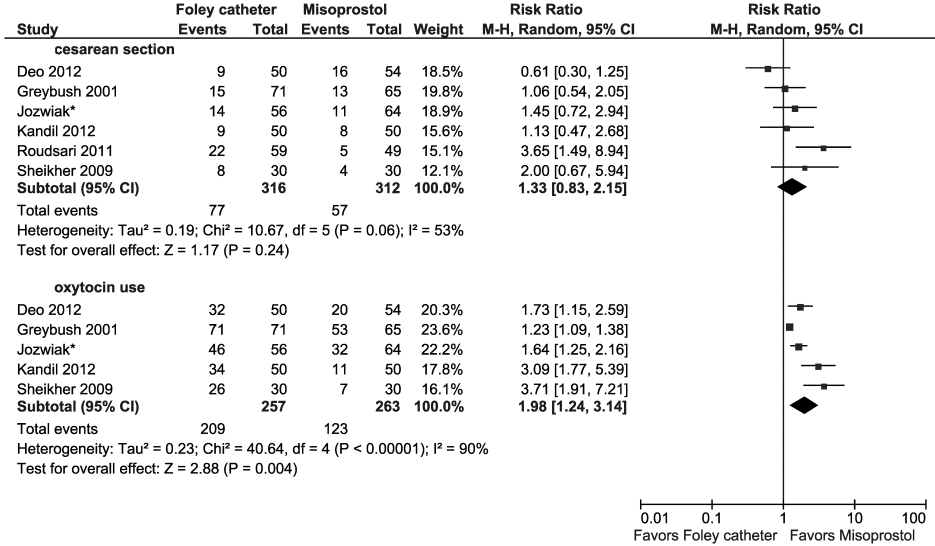 Foley catheter Misoprostol Risk Ratio Risk Ratio
Study Events Total Events Total Weight M-H, Random, 95% CI M-H, Random, 95% CI
cesarean section
Deo 2012 9 50 16 54 18.5% 0.61 [0.30, 1.25]
Greybush 2001 15 71 13 65 19.8% 1.06 [0.54, 2.05]
Jozwiak* 14 56 11 64 18.9% 1.45 [0.72, 2.94]
Kandil 2012 9 50 8 50 15.6% 1.13 [0.47, 2.68]
Roudsari 2011 22 59 5 49 15.1% 3.65 [1.49, 8.94]
Sheikher 2009 8 30 4 30 12.1% 2.00 [0.67, 5.94]
Subtotal (95% CI) 316 312 100.0% 1.33 [0.83, 2.15]
Total events 77 57
Heterogeneity: Tau² = 0.19; Chi² = 10.67, df = 5 (P = 0.06); I² = 53%
Test for overall effect: Z = 1.17 (P = 0.24)
oxytocin use
Deo 2012 32 50 20 54 20.3% 1.73 [1.15, 2.59]
Greybush 2001 71 71 53 65 23.6% 1.23 [1.09, 1.38]
Jozwiak* 46 56 32 64 22.2% 1.64 [1.25, 2.16]
Kandil 2012 34 50 11 50 17.8% 3.09 [1.77, 5.39]
Sheikher 2009 26 30 7 30 16.1% 3.71 [1.91, 7.21]
Subtotal (95% CI) 257 263 100.0% 1.98 [1.24, 3.14]
Total events 209 123
Heterogeneity: Tau² = 0.23; Chi² = 40.64, df = 4 (P < 0.00001); I² = 90%
Test for overall effect: Z = 2.88 (P = 0.004)
0.01 0.1 1 10 100
Favors Foley catheter Favors Misoprostol